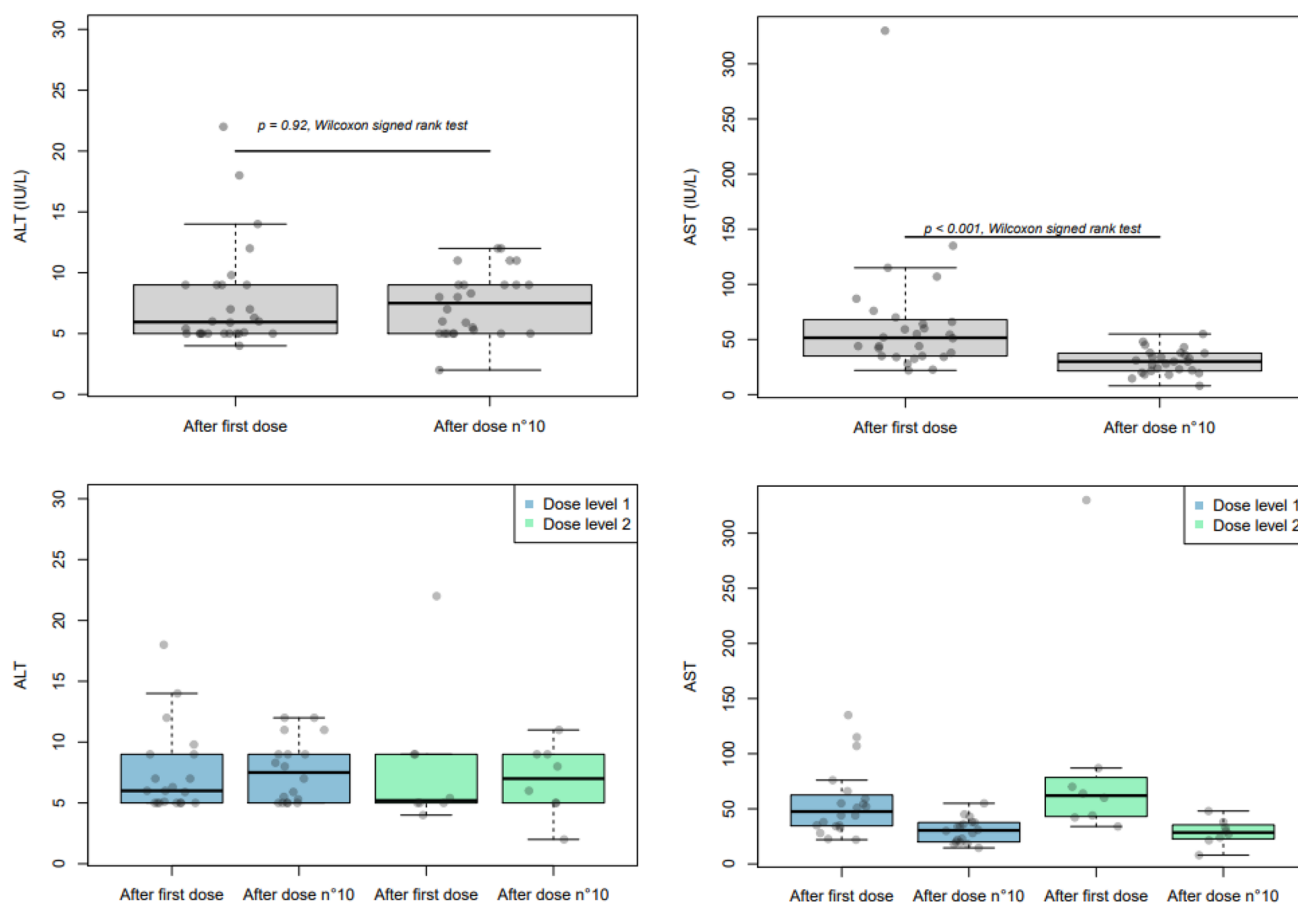 ALT (IU/L)
30
25
20
15
10
5
0
p = 0.92, Wilcoxon signed rank test
After first dose
After dose n°10
AST (IU/L)
300
250
200
150
100
50
0
p < 0.001, Wilcoxon signed rank test
After first dose
After dose n°10
ALT
30
25
20
15
10
5
0
Dose level 1
Dose level 2
After first dose
After dose n°10
After first dose
After dose n°10
AST
300
250
200
150
100
50
0
Dose level 1
Dose level 2
After first dose
After dose n°10
After first dose
After dose n°10